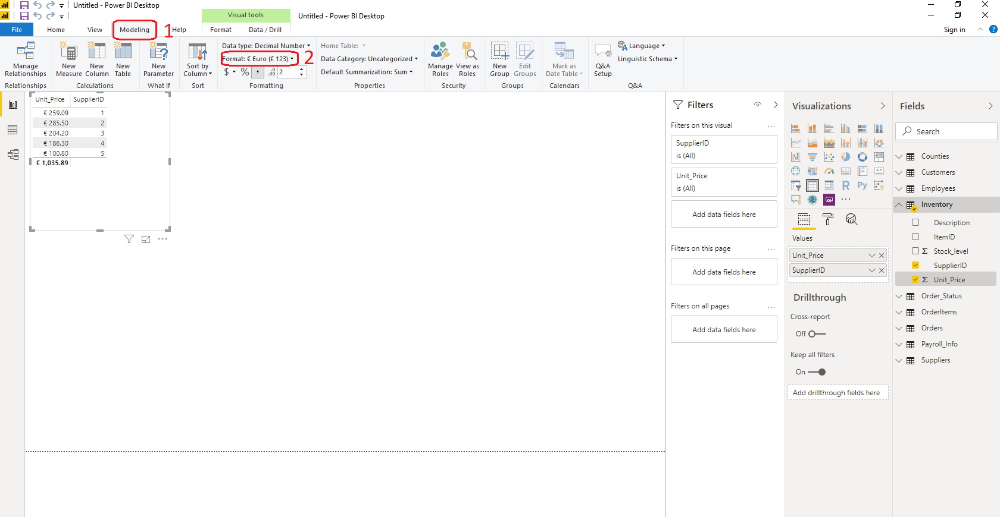 Untitled - Power BI Desktop
Visual tools
Untitled - Power BI Desktop
File Home View Modeling 1 Help Format Data / Drill Sign in ?
Manage Relationships
New Measure
New Column
New Table
New Parameter
Sort by Column
Data type: Decimal Number
Format: € Euro (€ 123) 2
$ % , .00 2
Home Table:
Data Category: Uncategorized
Default Summarization: Sum
Manage Roles
View as Roles
New Group
Edit Groups
Mark as Date Table
Q&A Setup
Language
Linguistic Schema
Relationships Calculations What If Sort Formatting Properties Security Groups Calendars Q&A
Unit_Price SupplierID
€ 259.09 1
€ 285.50 2
€ 204.20 3
€ 186.30 4
€ 100.80 5
€ 1,035.89
Filters
Filters on this visual ...
SupplierID
is (All)
Unit_Price
is (All)
Add data fields here
Filters on this page ...
Add data fields here
Filters on all pages ...
Add data fields here
Visualizations
123
R Py
...
Values
Unit_Price
SupplierID
Drillthrough
Cross-report
Off
Keep all filters
On
Add drillthrough fields here
Fields
Search
Counties
Customers
Employees
Inventory
Description
ItemID
Σ Stock_level
SupplierID
Σ Unit_Price
Order_Status
OrderItems
Orders
Payroll_Info
Suppliers